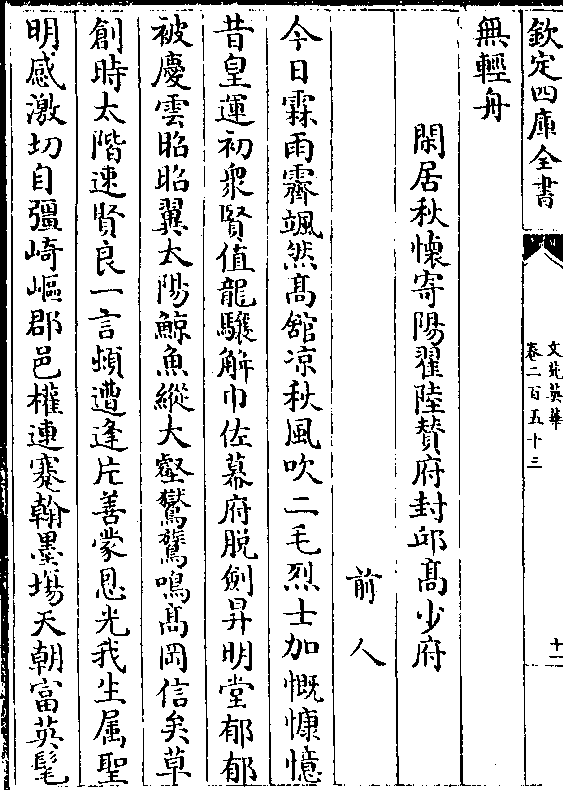 欽定四庫全書
文苑英華
卷二百五十三
十二
無輕舟
閑居秋懷寄陽翟陸贊府封邱髙少府
前人
今日霖雨霽颯然髙館凉秋風吹二毛烈士加慨慷憶
昔皇運初衆賢值龍驤解巾佐幕府脫劍昇明堂郁郁
被慶雲昭昭翼太陽鯨魚縱大壑鸑鷟鳴髙岡信矣草
創時太階速賢良一言頻遭逢片善蒙恩光我生屬聖
明感激切自彊崎嶇郡邑權連蹇翰墨塲天朝富英髦